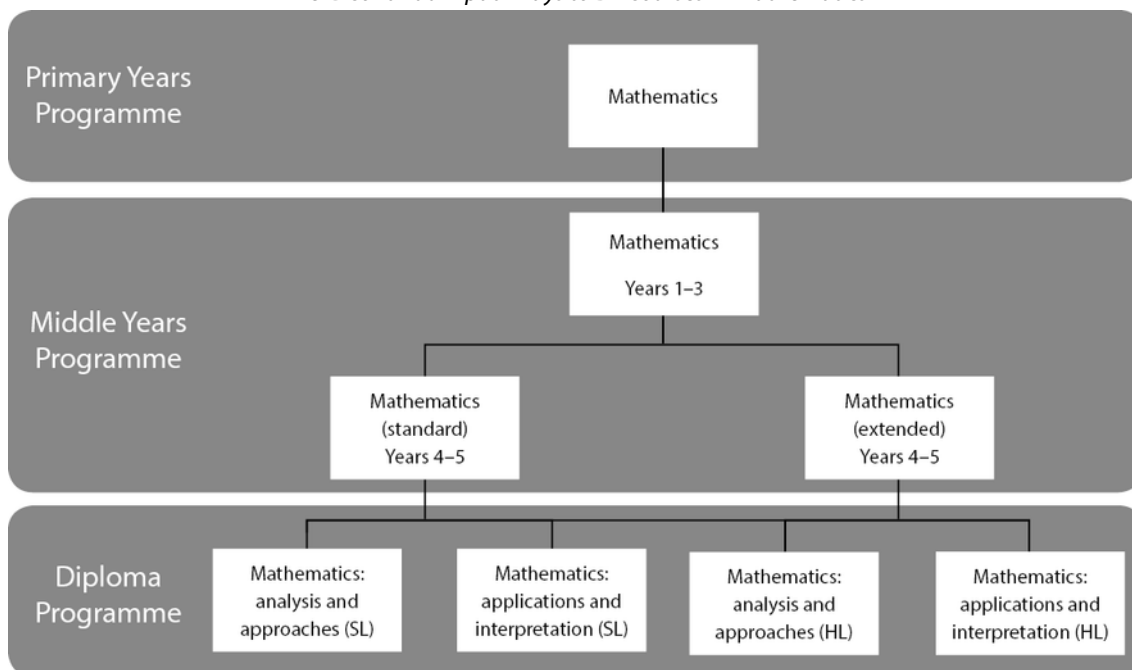 Primary Years
Programme
Mathematics
Middle Years
Programme
Mathematics
Years 1–3
Mathematics
(standard)
Years 4–5
Mathematics
(extended)
Years 4–5
Diploma
Programme
Mathematics:
analysis and
approaches (SL)
Mathematics:
applications and
interpretation (SL)
Mathematics:
analysis and
approaches (HL)
Mathematics:
applications and
interpretation (HL)